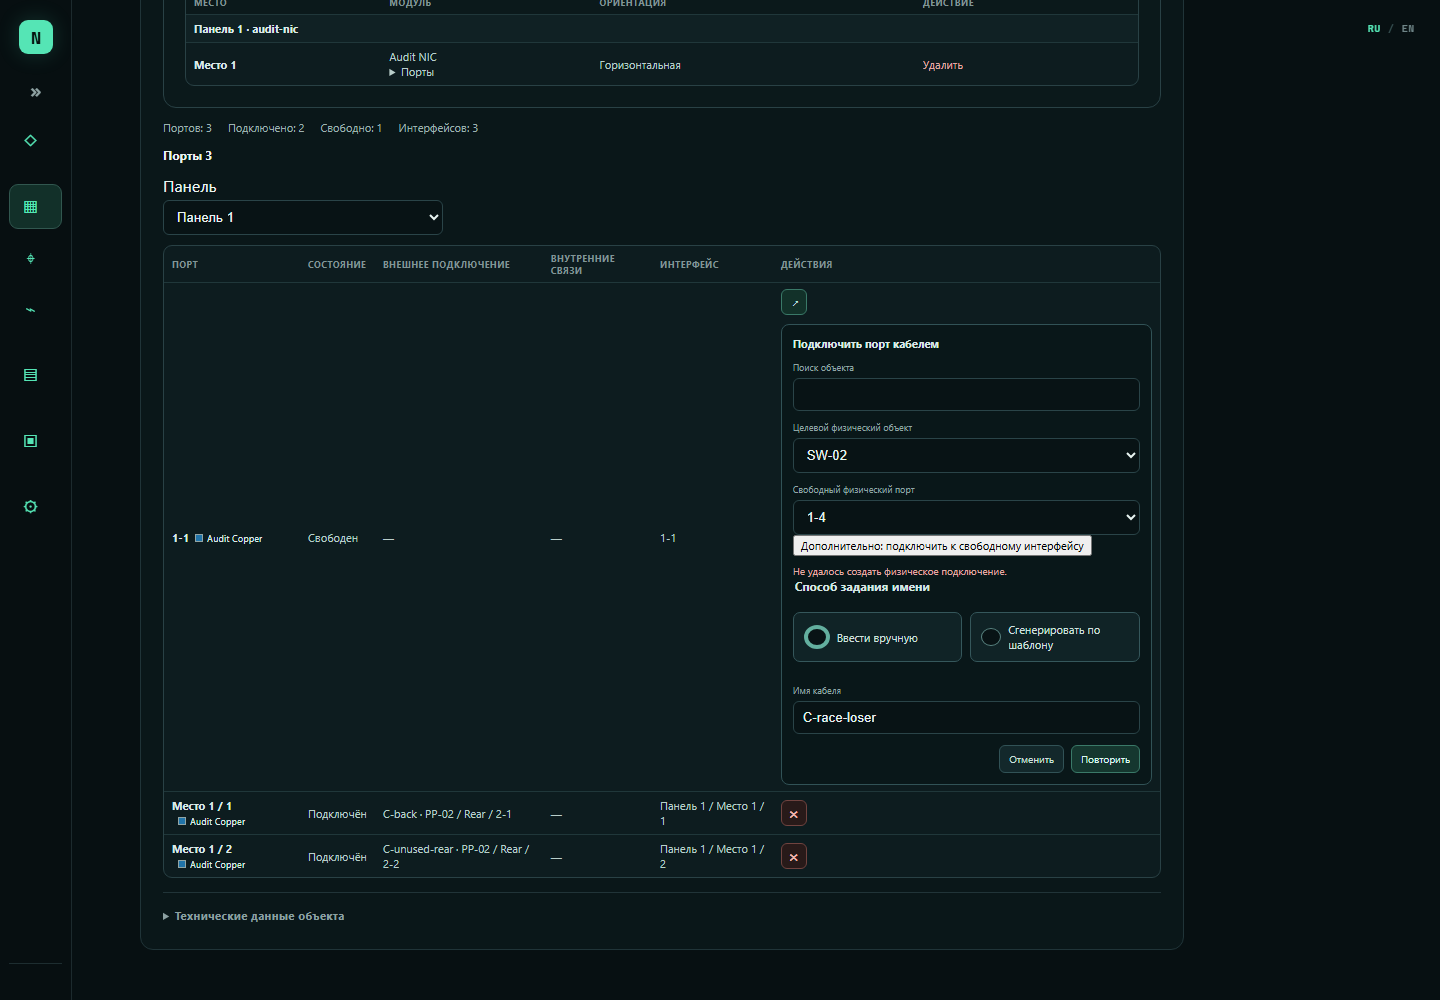 N
RU / EN
»
МЕСТО МОДУЛЬ ОРИЕНТАЦИЯ ДЕЙСТВИЕ
Панель 1 · audit-nic
Место 1 Audit NIC Горизонтальная Удалить
▶ Порты
Портов: 3 Подключено: 2 Свободно: 1 Интерфейсов: 3
Порты 3
Панель
Панель 1
ПОРТ СОСТОЯНИЕ ВНЕШНЕЕ ПОДКЛЮЧЕНИЕ ВНУТРЕННИЕ СВЯЗИ ИНТЕРФЕЙС ДЕЙСТВИЯ
1-1 Audit Copper Свободен — — 1-1
Подключить порт кабелем
Поиск объекта
Целевой физический объект
SW-02
Свободный физический порт
1-4
Дополнительно: подключить к свободному интерфейсу
Не удалось создать физическое подключение.
Способ задания имени
Ввести вручную
Сгенерировать по
шаблону
Имя кабеля
C-race-loser
Отменить Повторить
Место 1 / 1
Audit Copper
Подключён C-back · PP-02 / Rear / 2-1 —
Панель 1 / Место 1 /
1
×
Место 1 / 2
Audit Copper
Подключён
C-unused-rear · PP-02 / Rear /
2-2
—
Панель 1 / Место 1 /
2
×
▶ Технические данные объекта